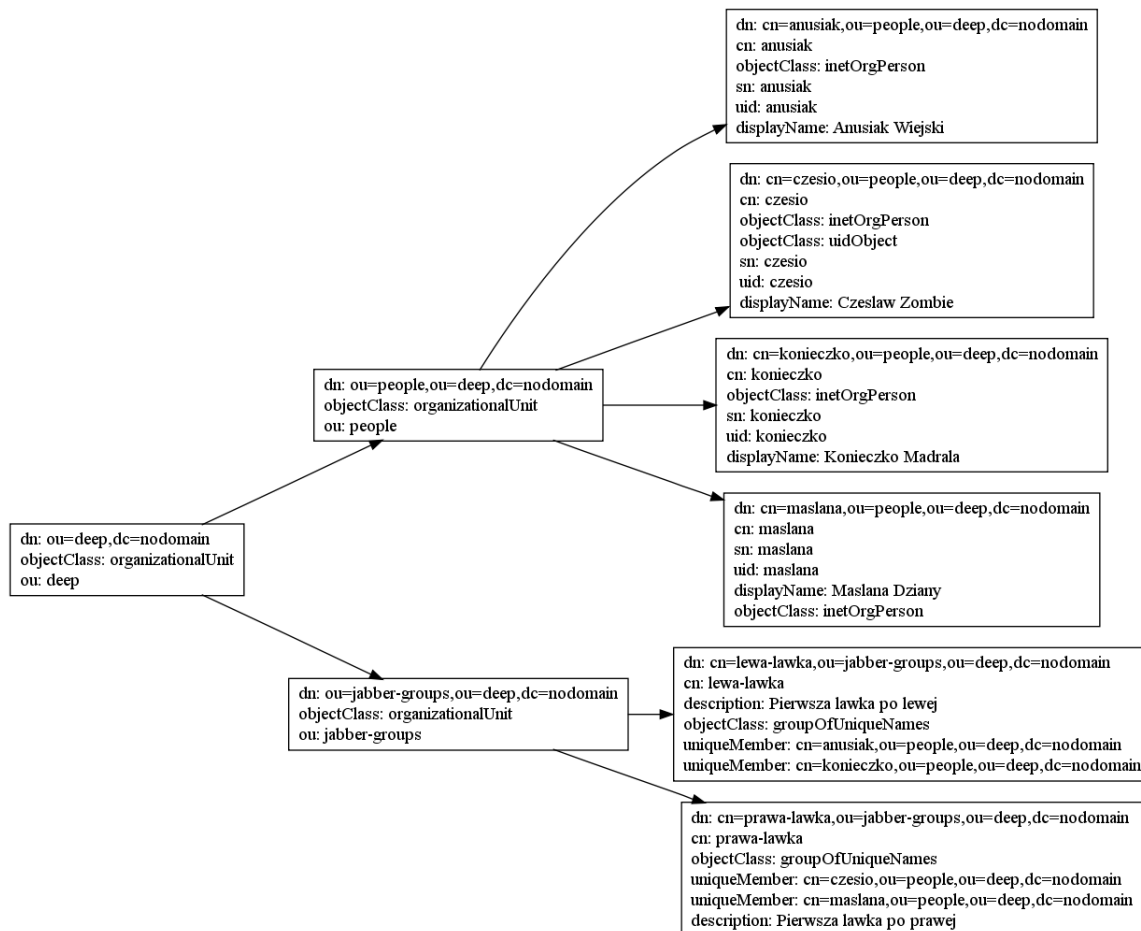 dn: cn=anusiak,ou=people,ou=deep,dc=nodomain
cn: anusiak
objectClass: inetOrgPerson
sn: anusiak
uid: anusiak
displayName: Anusiak Wiejski
dn: cn=czesio,ou=people,ou=deep,dc=nodomain
cn: czesio
objectClass: inetOrgPerson
objectClass: uidObject
sn: czesio
uid: czesio
displayName: Czeslaw Zombie
dn: ou=people,ou=deep,dc=nodomain
objectClass: organizationalUnit
ou: people
dn: cn=konieczko,ou=people,ou=deep,dc=nodomain
cn: konieczko
objectClass: inetOrgPerson
sn: konieczko
uid: konieczko
displayName: Konieczko Madrala
dn: ou=deep,dc=nodomain
objectClass: organizationalUnit
ou: deep
dn: cn=maslana,ou=people,ou=deep,dc=nodomain
cn: maslana
sn: maslana
uid: maslana
displayName: Maslana Dziany
objectClass: inetOrgPerson
dn: ou=jabber-groups,ou=deep,dc=nodomain
objectClass: organizationalUnit
ou: jabber-groups
dn: cn=lewa-lawka,ou=jabber-groups,ou=deep,dc=nodomain
cn: lewa-lawka
description: Pierwsza lawka po lewej
objectClass: groupOfUniqueNames
uniqueMember: cn=anusiak,ou=people,ou=deep,dc=nodomain
uniqueMember: cn=konieczko,ou=people,ou=deep,dc=nodomain
dn: cn=prawa-lawka,ou=jabber-groups,ou=deep,dc=nodomain
cn: prawa-lawka
objectClass: groupOfUniqueNames
uniqueMember: cn=czesio,ou=people,ou=deep,dc=nodomain
uniqueMember: cn=maslana,ou=people,ou=deep,dc=nodomain
description: Pierwsza lawka po prawej